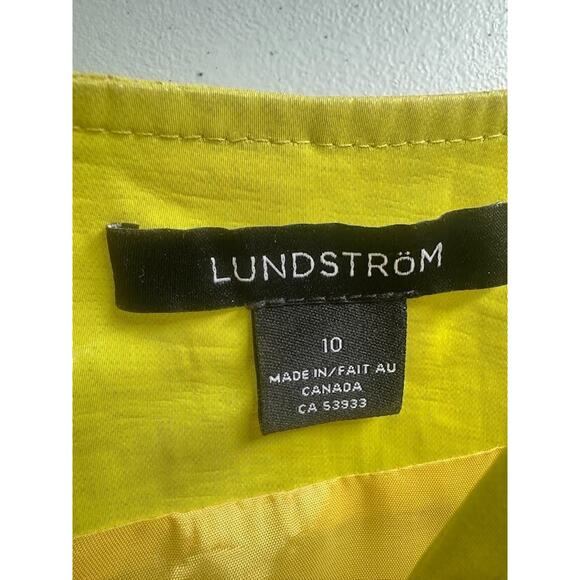 LUNDSTRöM
10
MADE IN/FAIT AU
CANADA
CA 53933